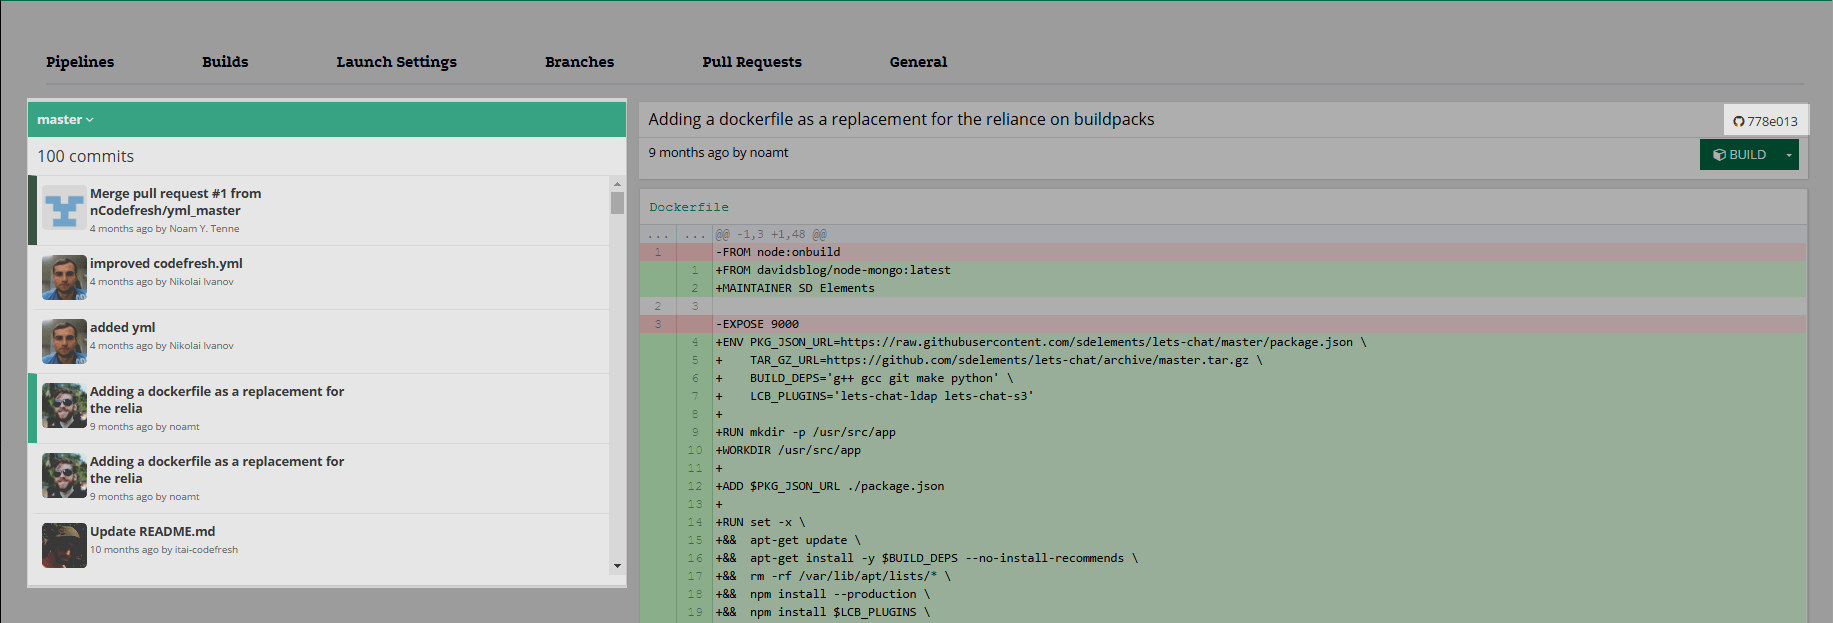 Pipelines Builds Launch Settings Branches Pull Requests General
master
100 commits
Merge pull request #1 from
nCodefresh/yml_master
4 months ago by Noam Y. Tenne
improved codefresh.yml
4 months ago by Nikolai Ivanov
added yml
4 months ago by Nikolai Ivanov
Adding a dockerfile as a replacement for
the relia
9 months ago by noamt
Adding a dockerfile as a replacement for
the relia
9 months ago by noamt
Update README.md
10 months ago by itai-codefresh
Adding a dockerfile as a replacement for the reliance on buildpacks
778e013
9 months ago by noamt
BUILD
Dockerfile
... ... @@ -1,3 +1,48 @@
1 -FROM node:onbuild
1 +FROM davidsblog/node-mongo:latest
2 +MAINTAINER SD Elements
2 3
3 -EXPOSE 9000
4 +ENV PKG_JSON_URL=https://raw.githubusercontent.com/sdelements/lets-chat/master/package.json \
5 +    TAR_GZ_URL=https://github.com/sdelements/lets-chat/archive/master.tar.gz \
6 +    BUILD_DEPS='g++ gcc git make python' \
7 +    LCB_PLUGINS='lets-chat-ldap lets-chat-s3'
8 +
9 +RUN mkdir -p /usr/src/app
10 +WORKDIR /usr/src/app
11 +
12 +ADD $PKG_JSON_URL ./package.json
13 +
14 +RUN set -x \
15 +&&  apt-get update \
16 +&&  apt-get install -y $BUILD_DEPS --no-install-recommends \
17 +&&  rm -rf /var/lib/apt/lists/* \
18 +&&  npm install --production \
19 +&&  npm install $LCB_PLUGINS \